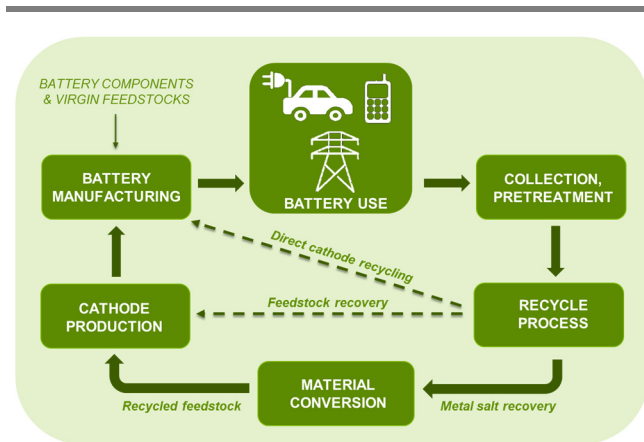 BATTERY COMPONENTS
& VIRGIN FEEDSTOCKS
BATTERY
MANUFACTURING
BATTERY USE
COLLECTION,
PRETREATMENT
Direct cathode recycling
Feedstock recovery
CATHODE
PRODUCTION
RECYCLE
PROCESS
MATERIAL
CONVERSION
Recycled feedstock
Metal salt recovery